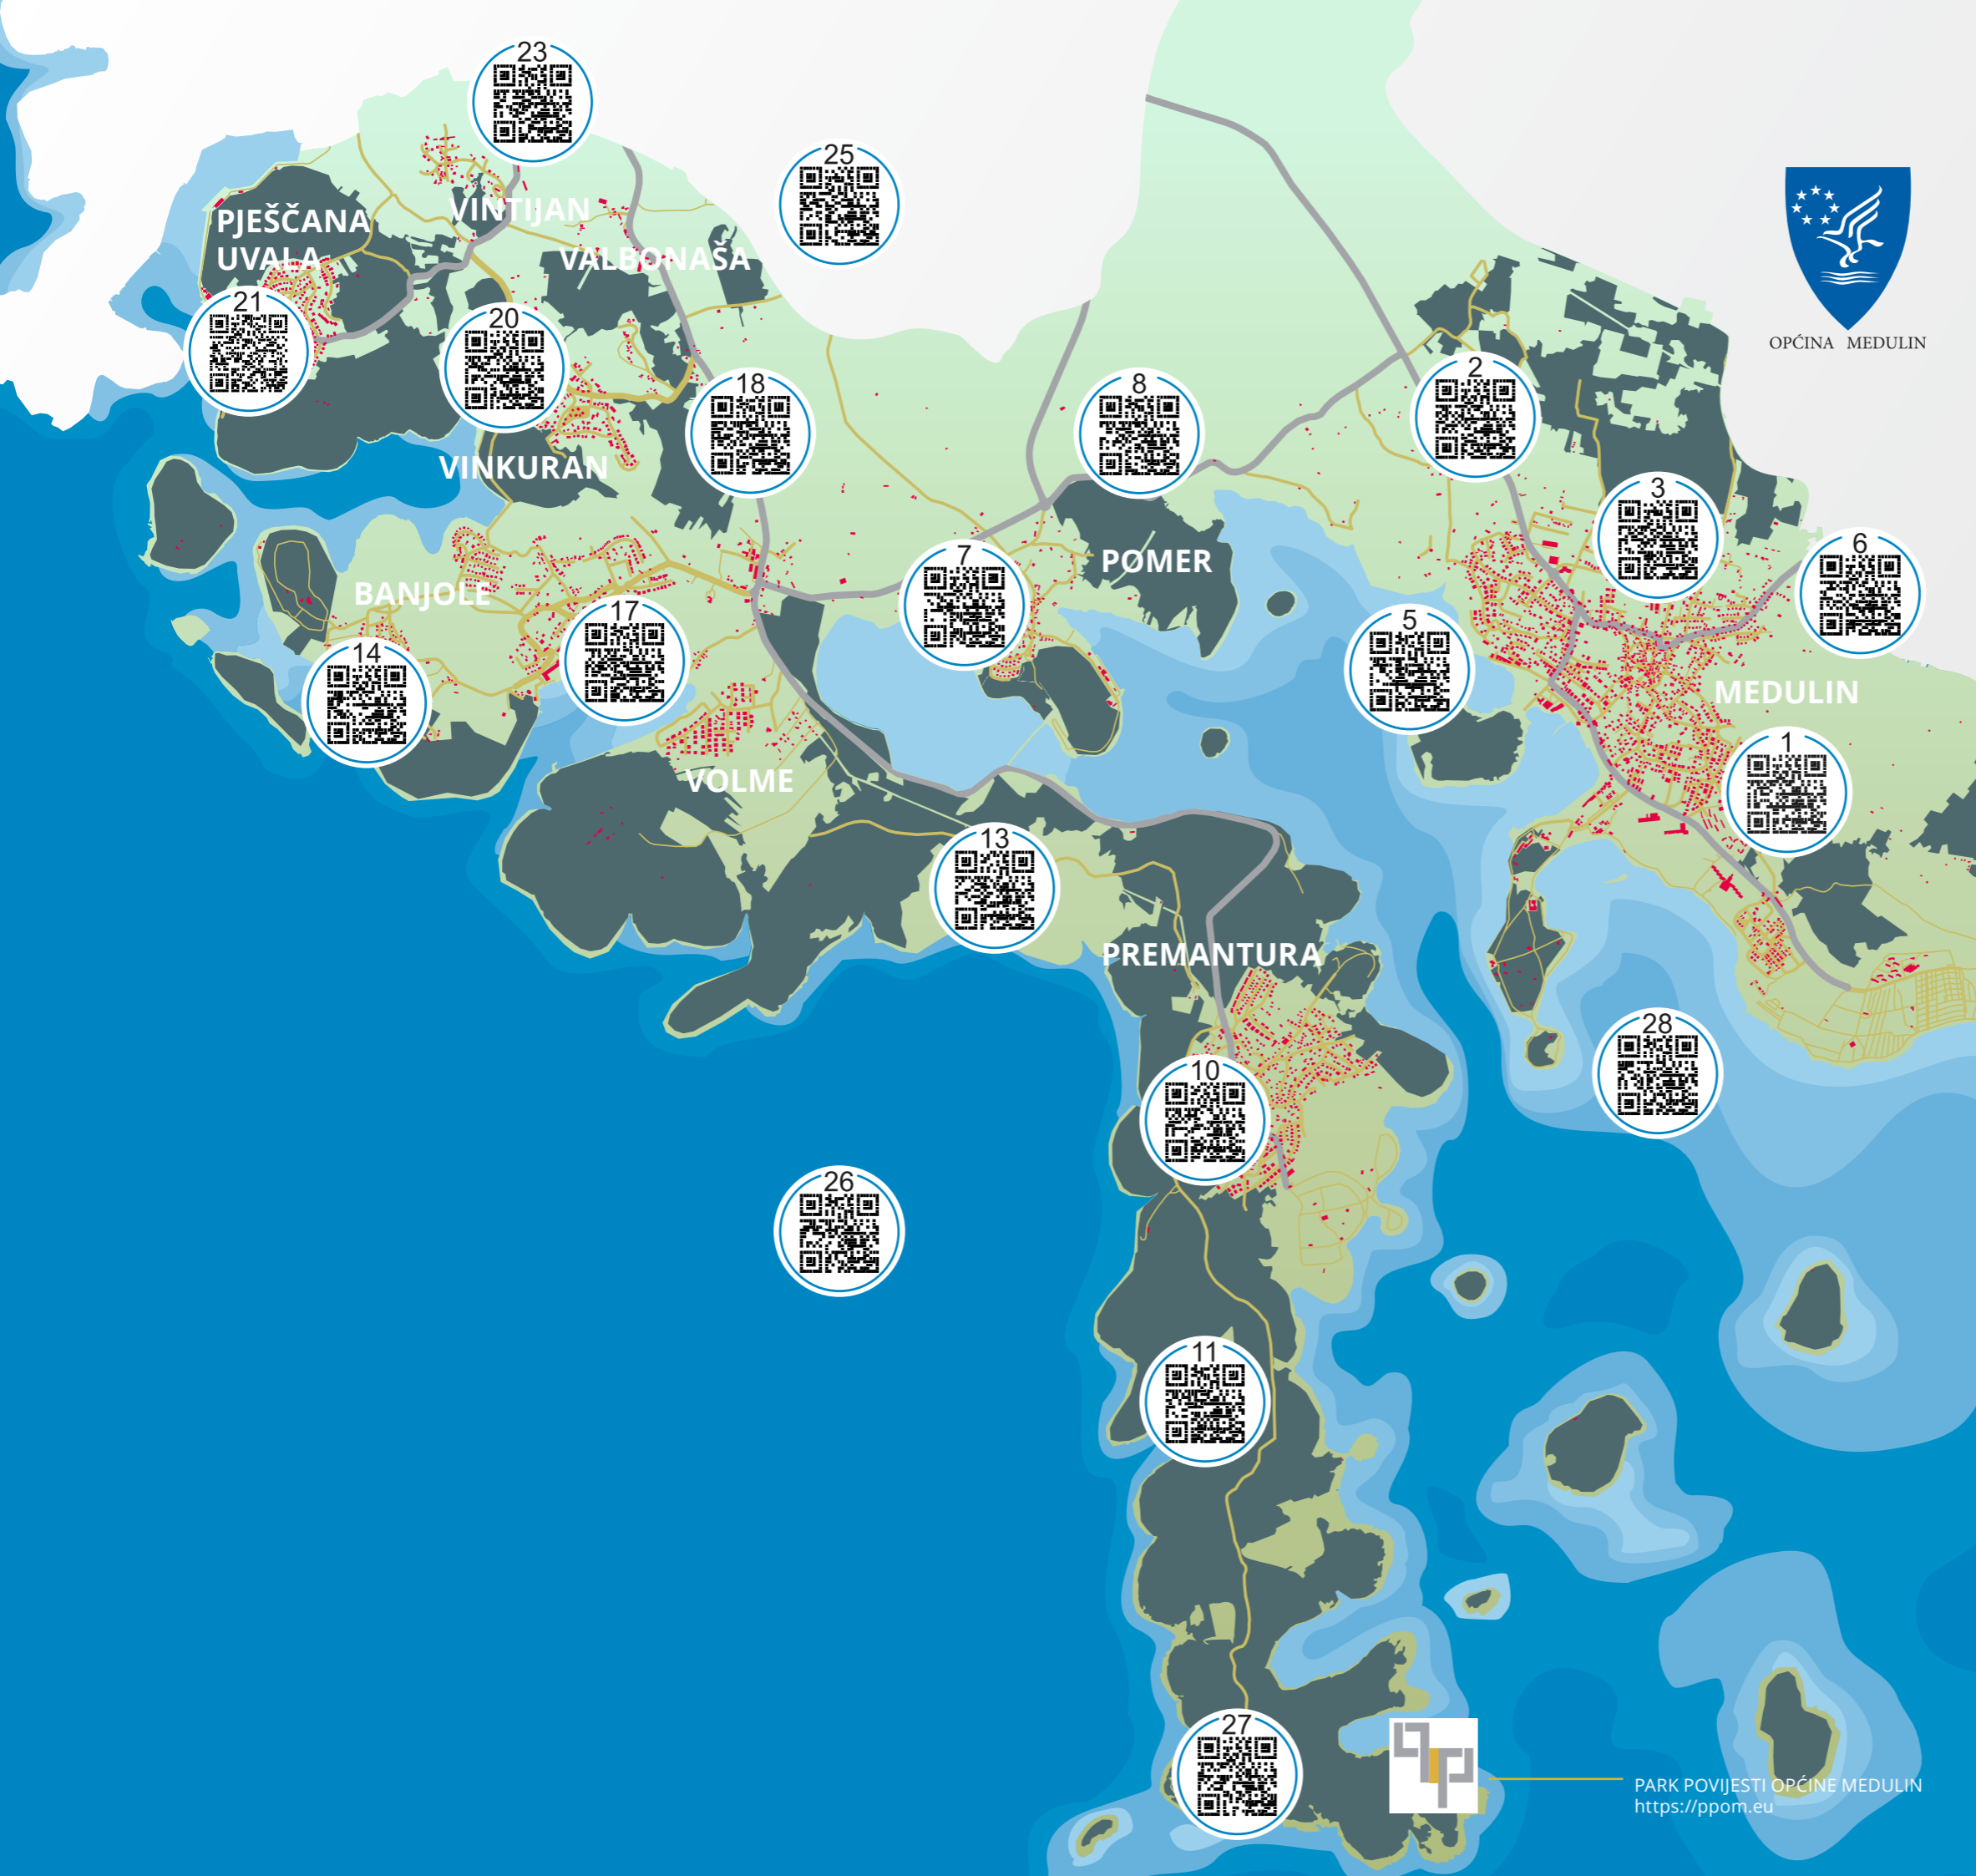 23
25
PJEŠČANA
UVALA
VINTIJAN
VALBONAŠA
OPĆINA MEDULIN
21
20
18
8
2
VINKURAN
3
POMER
6
7
BANJOLE
17
5
14
MEDULIN
VOLME
1
13
PREMANTURA
28
10
26
11
27
PARK POVIJESTI OPĆINE MEDULIN
https://ppom.eu